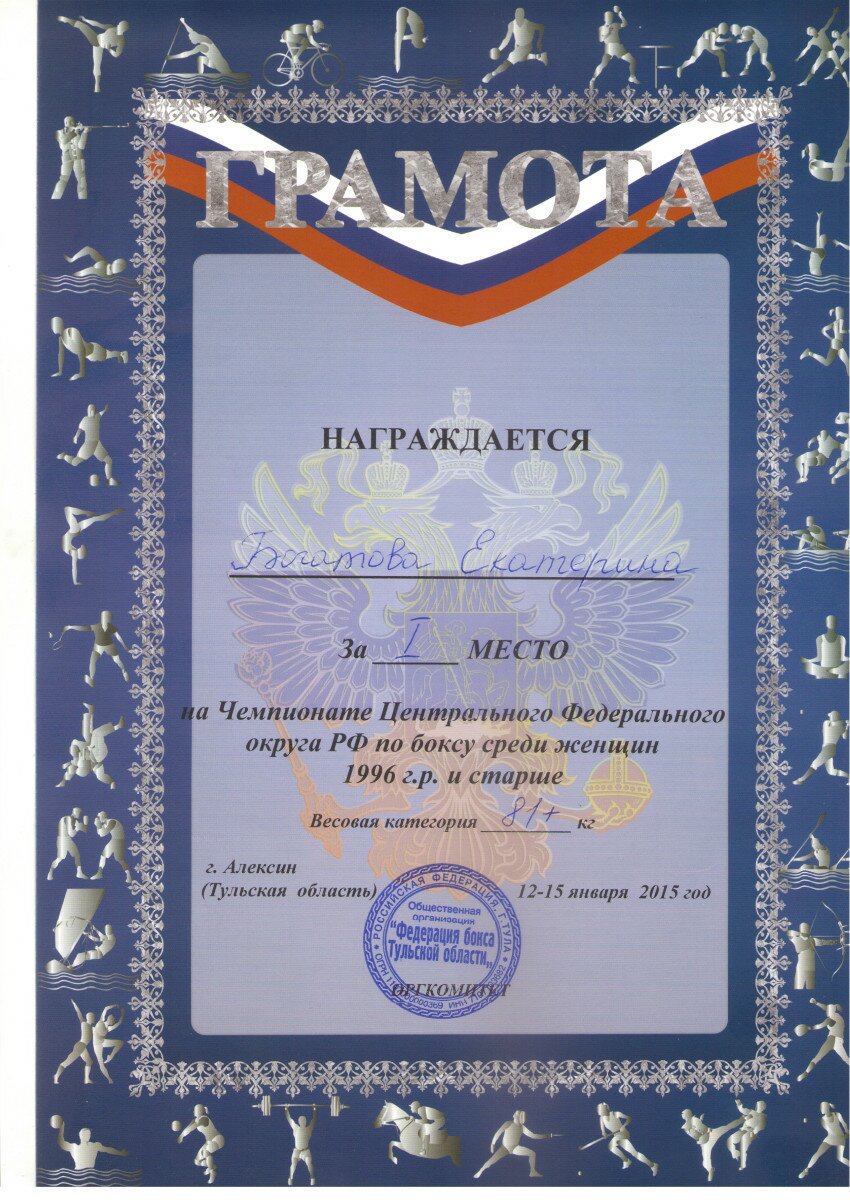 ГРАМОТА
НАГРАЖДАЕТСЯ
Богатова Екатерина
За I МЕСТО
на Чемпионате Центрального Федерального
округа РФ по боксу среди женщин
1996 г.р. и старше
Весовая категория 81+ кг
г. Алексин
(Тульская область) 12-15 января 2015 год
РОССИЙСКАЯ ФЕДЕРАЦИЯ, Г. ТУЛА
Общественная
организация
"Федерация бокса
Тульской области"
ОРГКОМИТЕТ